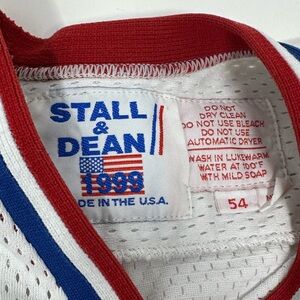 STALL
&
DEAN
1999
DE IN THE U.S.A.
DO NOT
DRY CLEAN
DO NOT USE BLEACH
DO NOT USE
AUTOMATIC DRYER
WASH IN LUKEWARM
WATER at 100°F
WITH MILD SOAP
54